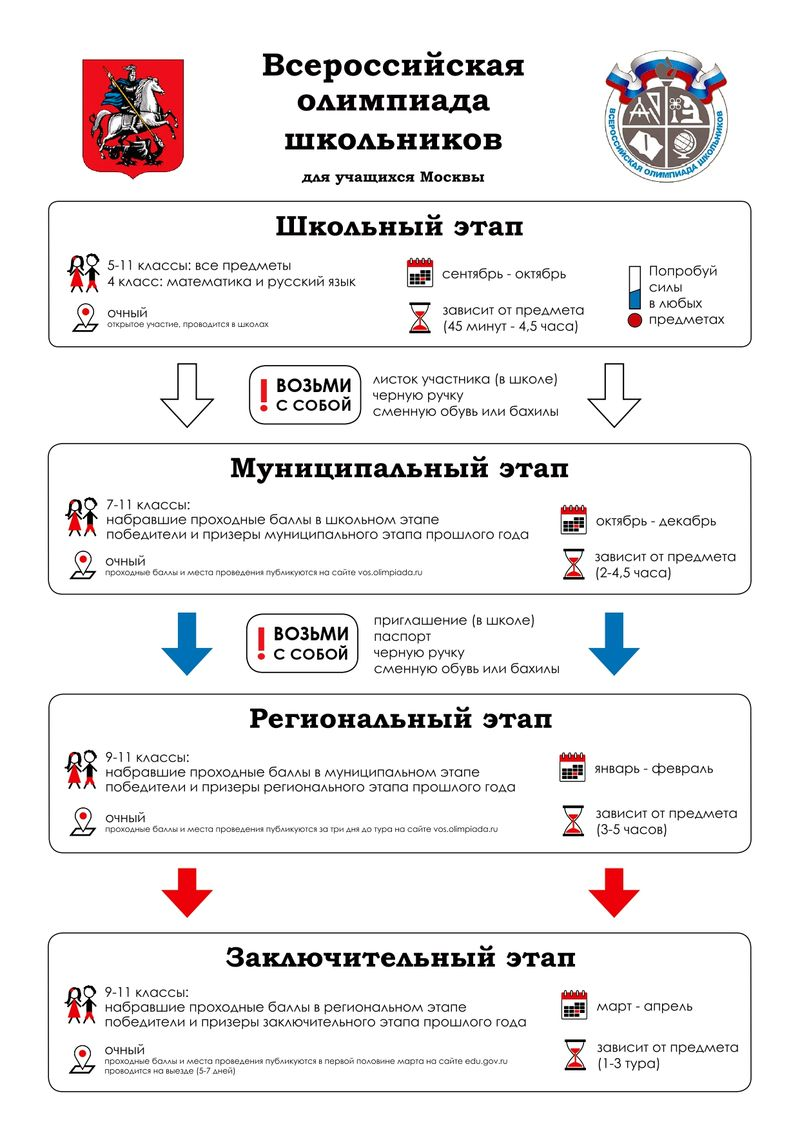 Всероссийская
олимпиада
школьников
для учащихся Москвы
ВСЕРОССИЙСКАЯ ОЛИМПИАДА ШКОЛЬНИКОВ
Школьный этап
5-11 классы: все предметы
4 класс: математика и русский язык
сентябрь - октябрь
Попробуй
силы
в любых
предметах
очный
открытое участие, проводится в школах
зависит от предмета
(45 минут - 4,5 часа)
! ВОЗЬМИ
С СОБОЙ
листок участника (в школе)
черную ручку
сменную обувь или бахилы
Муниципальный этап
7-11 классы:
набравшие проходные баллы в школьном этапе
победители и призеры муниципального этапа прошлого года
октябрь - декабрь
очный
проходные баллы и места проведения публикуются на сайте vos.olimpiada.ru
зависит от предмета
(2-4,5 часа)
! ВОЗЬМИ
С СОБОЙ
приглашение (в школе)
паспорт
черную ручку
сменную обувь или бахилы
Региональный этап
9-11 классы:
набравшие проходные баллы в муниципальном этапе
победители и призеры регионального этапа прошлого года
январь - февраль
очный
проходные баллы и места проведения публикуются за три дня до тура на сайте vos.olimpiada.ru
зависит от предмета
(3-5 часов)
Заключительный этап
9-11 классы:
набравшие проходные баллы в региональном этапе
победители и призеры заключительного этапа прошлого года
март - апрель
очный
проходные баллы и места проведения публикуются в первой половине марта на сайте edu.gov.ru
проводится на выезде (5-7 дней)
зависит от предмета
(1-3 тура)